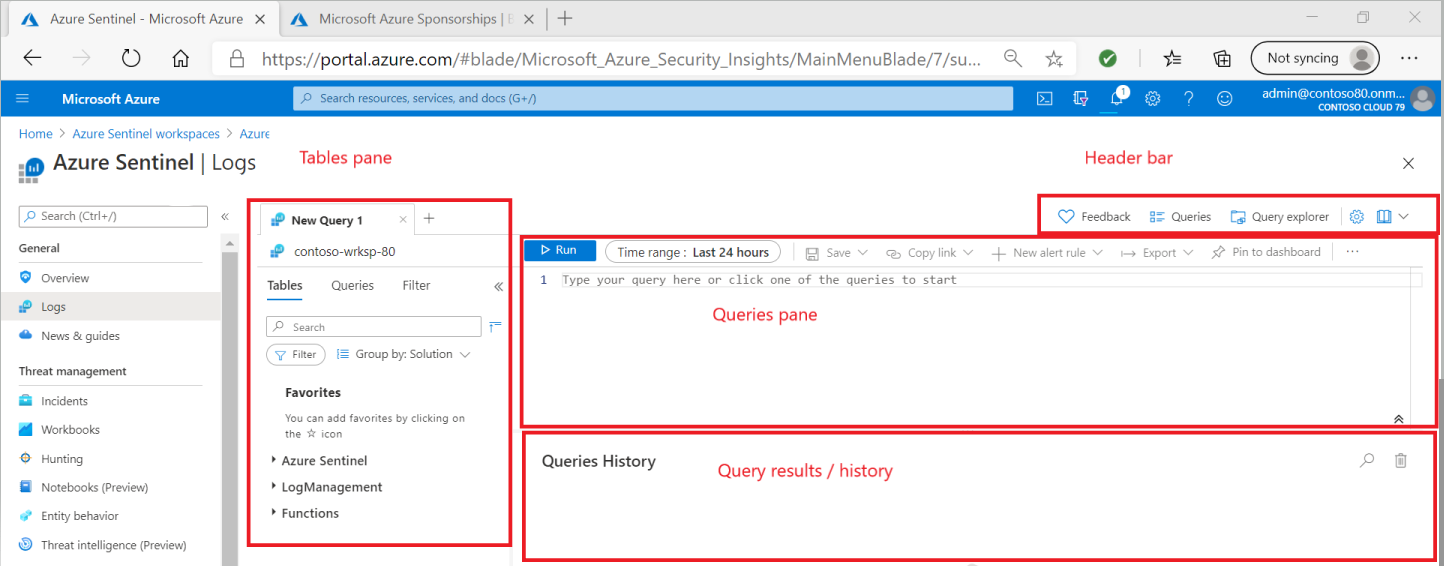 Azure Sentinel - Microsoft Azure
Microsoft Azure Sponsorships |
https://portal.azure.com/#blade/Microsoft_Azure_Security_Insights/MainMenuBlade/7/su...
Not syncing
Microsoft Azure
Search resources, services, and docs (G+/)
1
admin@contoso80.onm...
CONTOSO CLOUD 79
Home > Azure Sentinel workspaces > Azure
Azure Sentinel | Logs
Tables pane
Header bar
Search (Ctrl+/)
«
General
Overview
Logs
News & guides
Threat management
Incidents
Workbooks
Hunting
Notebooks (Preview)
Entity behavior
Threat intelligence (Preview)
New Query 1
contoso-wrksp-80
Tables Queries Filter «
Search
Filter Group by: Solution
Favorites
You can add favorites by clicking on
the ☆ icon
Azure Sentinel
LogManagement
Functions
Feedback Queries Query explorer
Run Time range : Last 24 hours Save Copy link New alert rule Export Pin to dashboard ...
1 Type your query here or click one of the queries to start
Queries pane
Queries History
Query results / history